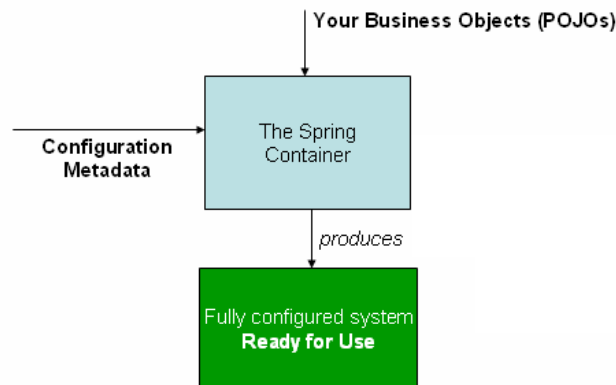 Your Business Objects (POJOs)
The Spring
Container
Configuration
Metadata
produces
Fully configured system
Ready for Use